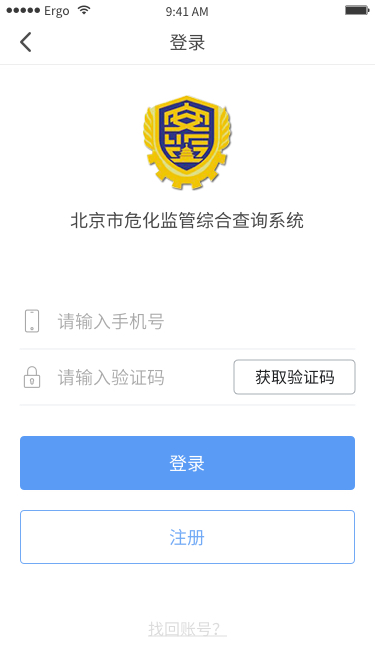 Ergo
9:41 AM
登录
安监
北京市危化监管综合查询系统
请输入手机号
请输入验证码
获取验证码
登录
注册
找回账号?